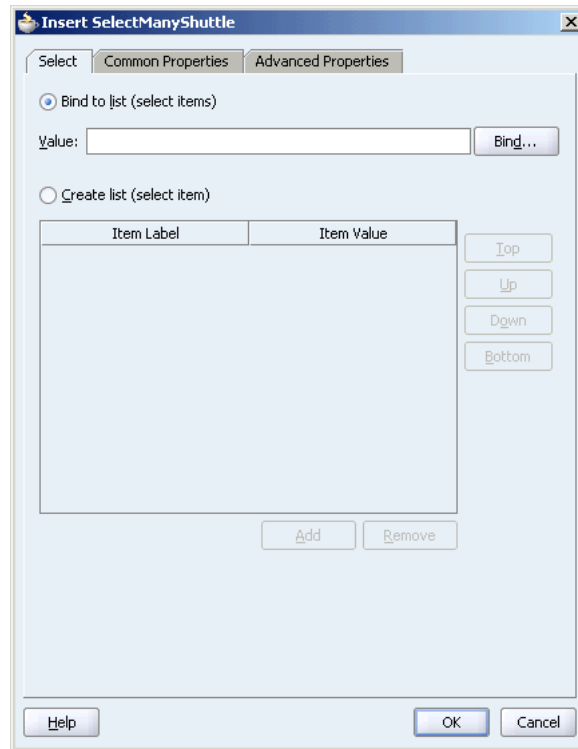 Insert SelectManyShuttle
Select Common Properties Advanced Properties
Bind to list (select items)
Value: Bind...
Create list (select item)
Item Label Item Value
Top
Up
Down
Bottom
Add Remove
Help OK Cancel